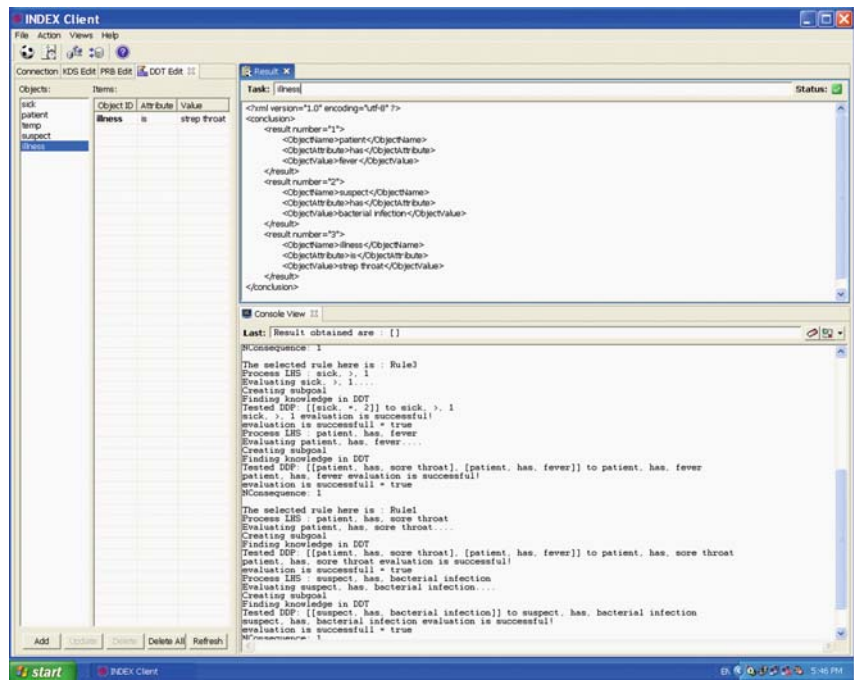 INDEX Client
File Action Views Help
Connection KDS Edit PRB Edit DDT Edit
Objects: Items:
sick
patient
temp
suspect
illness
Object ID Attribute Value
illness is strep throat
Add Update Delete Delete All Refresh
Result
Task: illness Status:
<?xml version="1.0" encoding="utf-8" ?>
<conclusion>
<result number="1">
<ObjectName>patient</ObjectName>
<ObjectAttribute>has</ObjectAttribute>
<ObjectValue>fever</ObjectValue>
</result>
<result number="2">
<ObjectName>suspect</ObjectName>
<ObjectAttribute>has</ObjectAttribute>
<ObjectValue>bacterial infection</ObjectValue>
</result>
<result number="3">
<ObjectName>illness</ObjectName>
<ObjectAttribute>is</ObjectAttribute>
<ObjectValue>strep throat</ObjectValue>
</result>
</conclusion>
Console View
Last: Result obtained are : []
NConsequence: 1
The selected rule here is : Rule3
Process LHS : sick, >, 1
Evaluating sick, >, 1....
Creating subgoal
Finding knowledge in DDT
Tested DDP: [[sick, =, 2]] to sick, >, 1
sick, >, 1 evaluation is successful!
evaluation is successfull = true
Process LHS : patient, has, fever
Evaluating patient, has, fever....
Creating subgoal
Finding knowledge in DDT
Tested DDP: [[patient, has, sore throat], [patient, has, fever]] to patient, has, fever
patient, has, fever evaluation is successful!
evaluation is successfull = true
NConsequence: 1
The selected rule here is : Rule1
Process LHS : patient, has, sore throat
Evaluating patient, has, sore throat....
Creating subgoal
Finding knowledge in DDT
Tested DDP: [[patient, has, sore throat], [patient, has, fever]] to patient, has, sore throat
patient, has, sore throat evaluation is successful!
evaluation is successfull = true
Process LHS : suspect, has, bacterial infection
Evaluating suspect, has, bacterial infection....
Creating subgoal
Finding knowledge in DDT
Tested DDP: [[suspect, has, bacterial infection]] to suspect, has, bacterial infection
suspect, has, bacterial infection evaluation is successful!
evaluation is successfull = true
NConsequence: 1
start INDEX Client EN 5:46 PM